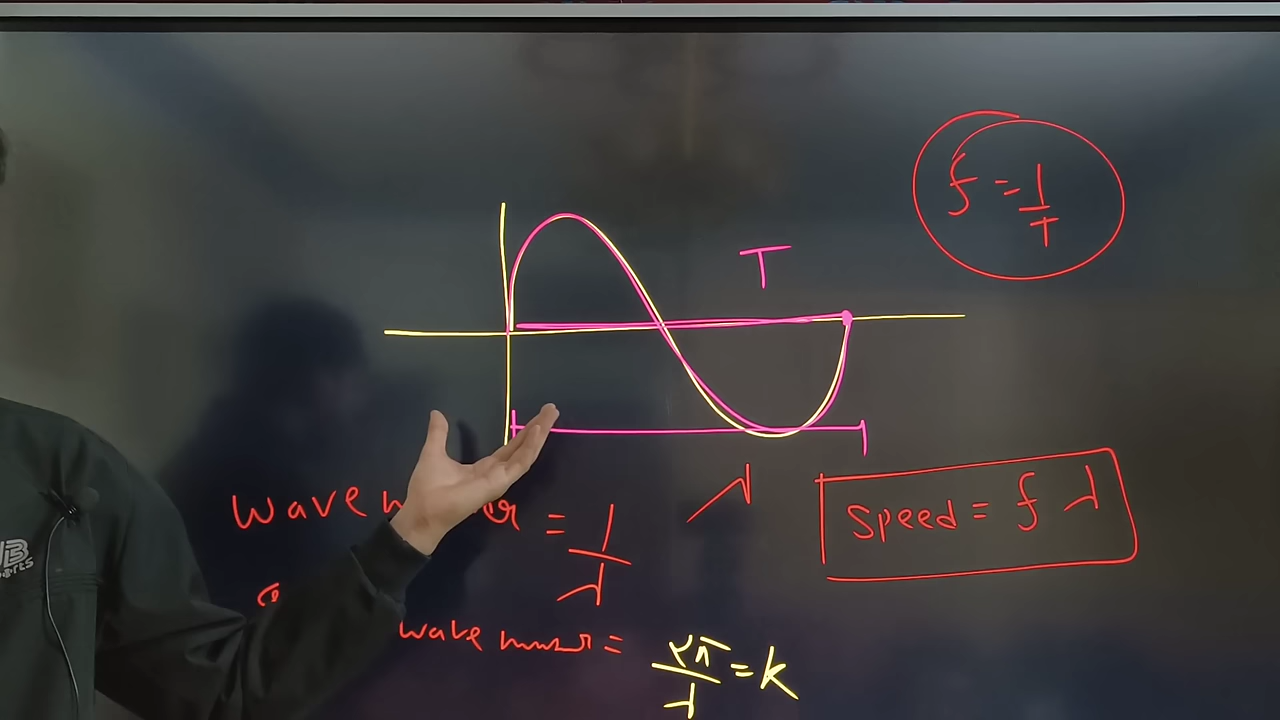 f = 1/T
T
λ
speed = f λ
wave = 1/λ
wave = 2π/λ = k